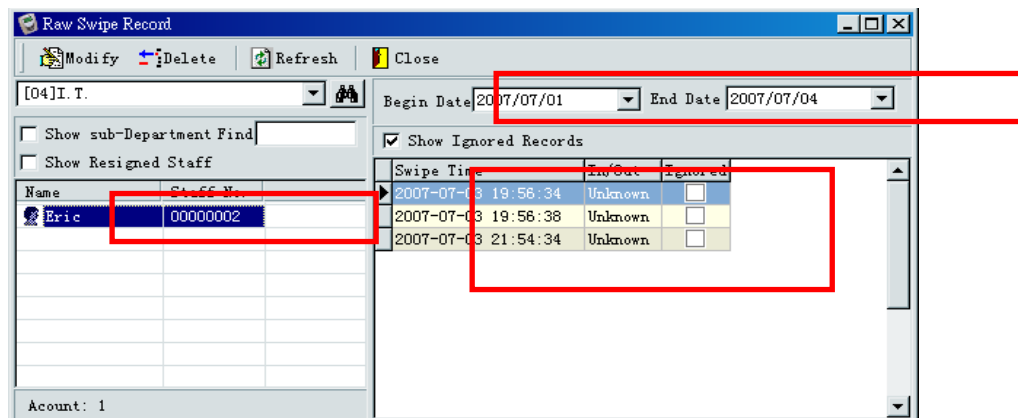 Raw Swipe Record
Modify Delete Refresh Close
[04]I.T.
Begin Date 2007/07/01 End Date 2007/07/04
Show sub-Department Find
Show Resigned Staff
Name Staff No.
Eric 00000002
Acount: 1
Show Ignored Records
Swipe Time In/Out Ignored
2007-07-03 19:56:34 Unknown
2007-07-03 19:56:38 Unknown
2007-07-03 21:54:34 Unknown